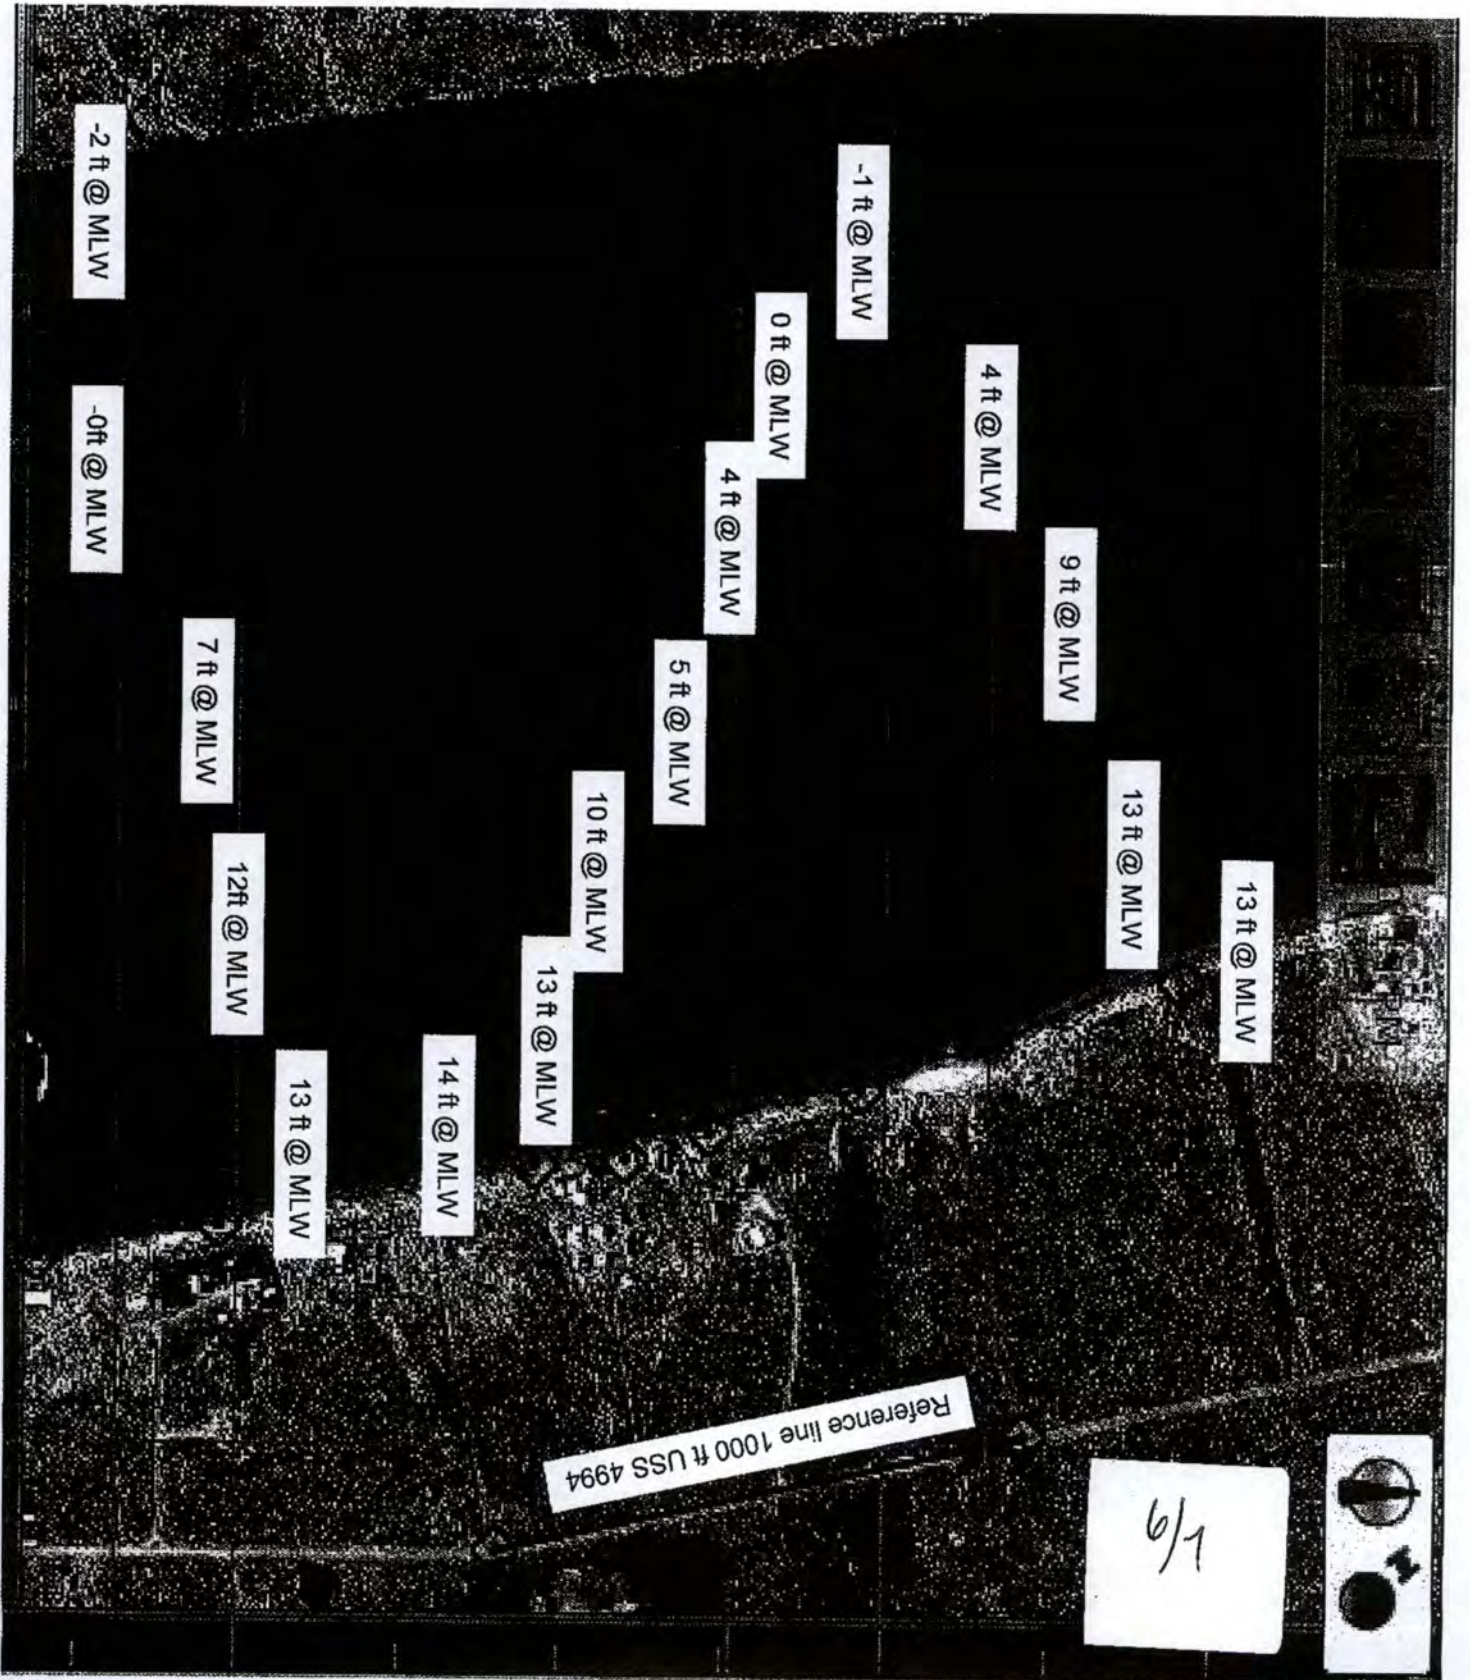 13 ft @ MLW
13 ft @ MLW
9 ft @ MLW
4 ft @ MLW
-1 ft @ MLW
0 ft @ MLW
4 ft @ MLW
5 ft @ MLW
10 ft @ MLW
13 ft @ MLW
Reference line 1000 ft USS 4994
14 ft @ MLW
13 ft @ MLW
12ft @ MLW
7 ft @ MLW
-2 ft @ MLW
-0ft @ MLW